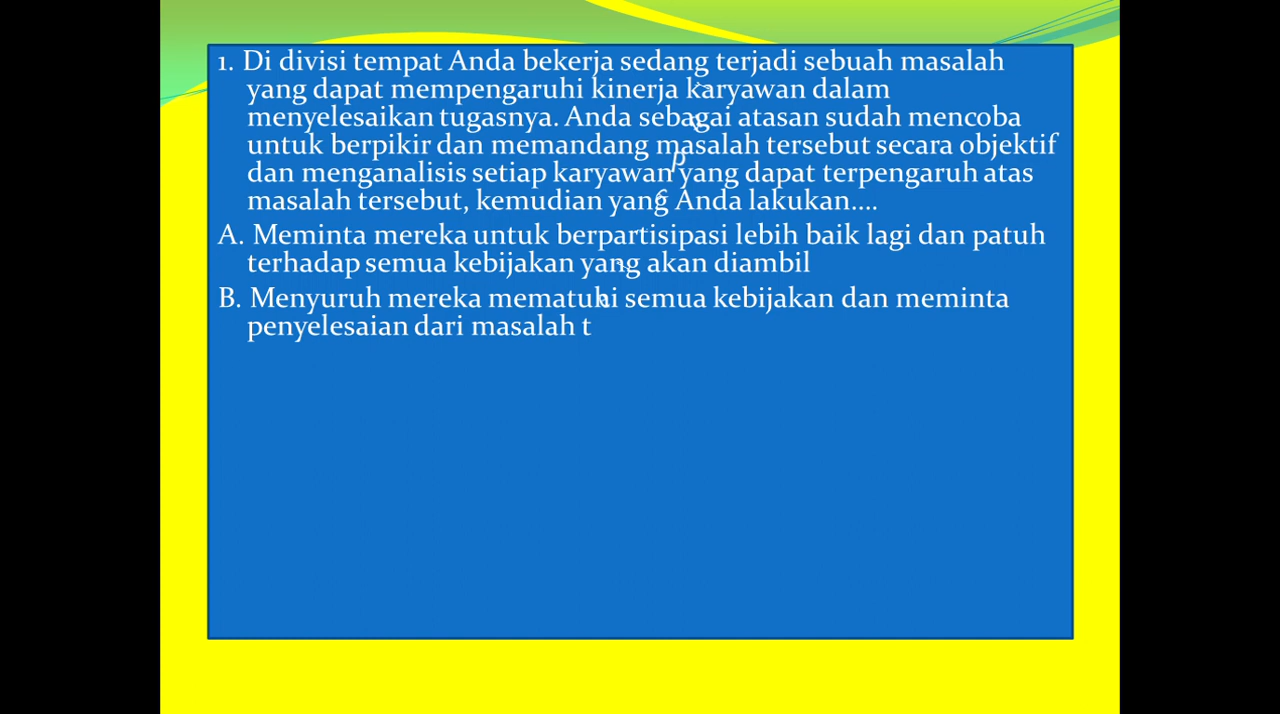 1. Di divisi tempat Anda bekerja sedang terjadi sebuah masalah
yang dapat mempengaruhi kinerja karyawan dalam
menyelesaikan tugasnya. Anda sebagai atasan sudah mencoba
untuk berpikir dan memandang masalah tersebut secara objektif
dan menganalisis setiap karyawan yang dapat terpengaruh atas
masalah tersebut, kemudian yang Anda lakukan....
A. Meminta mereka untuk berpartisipasi lebih baik lagi dan patuh
terhadap semua kebijakan yang akan diambil
B. Menyuruh mereka mematuhi semua kebijakan dan meminta
penyelesaian dari masalah t